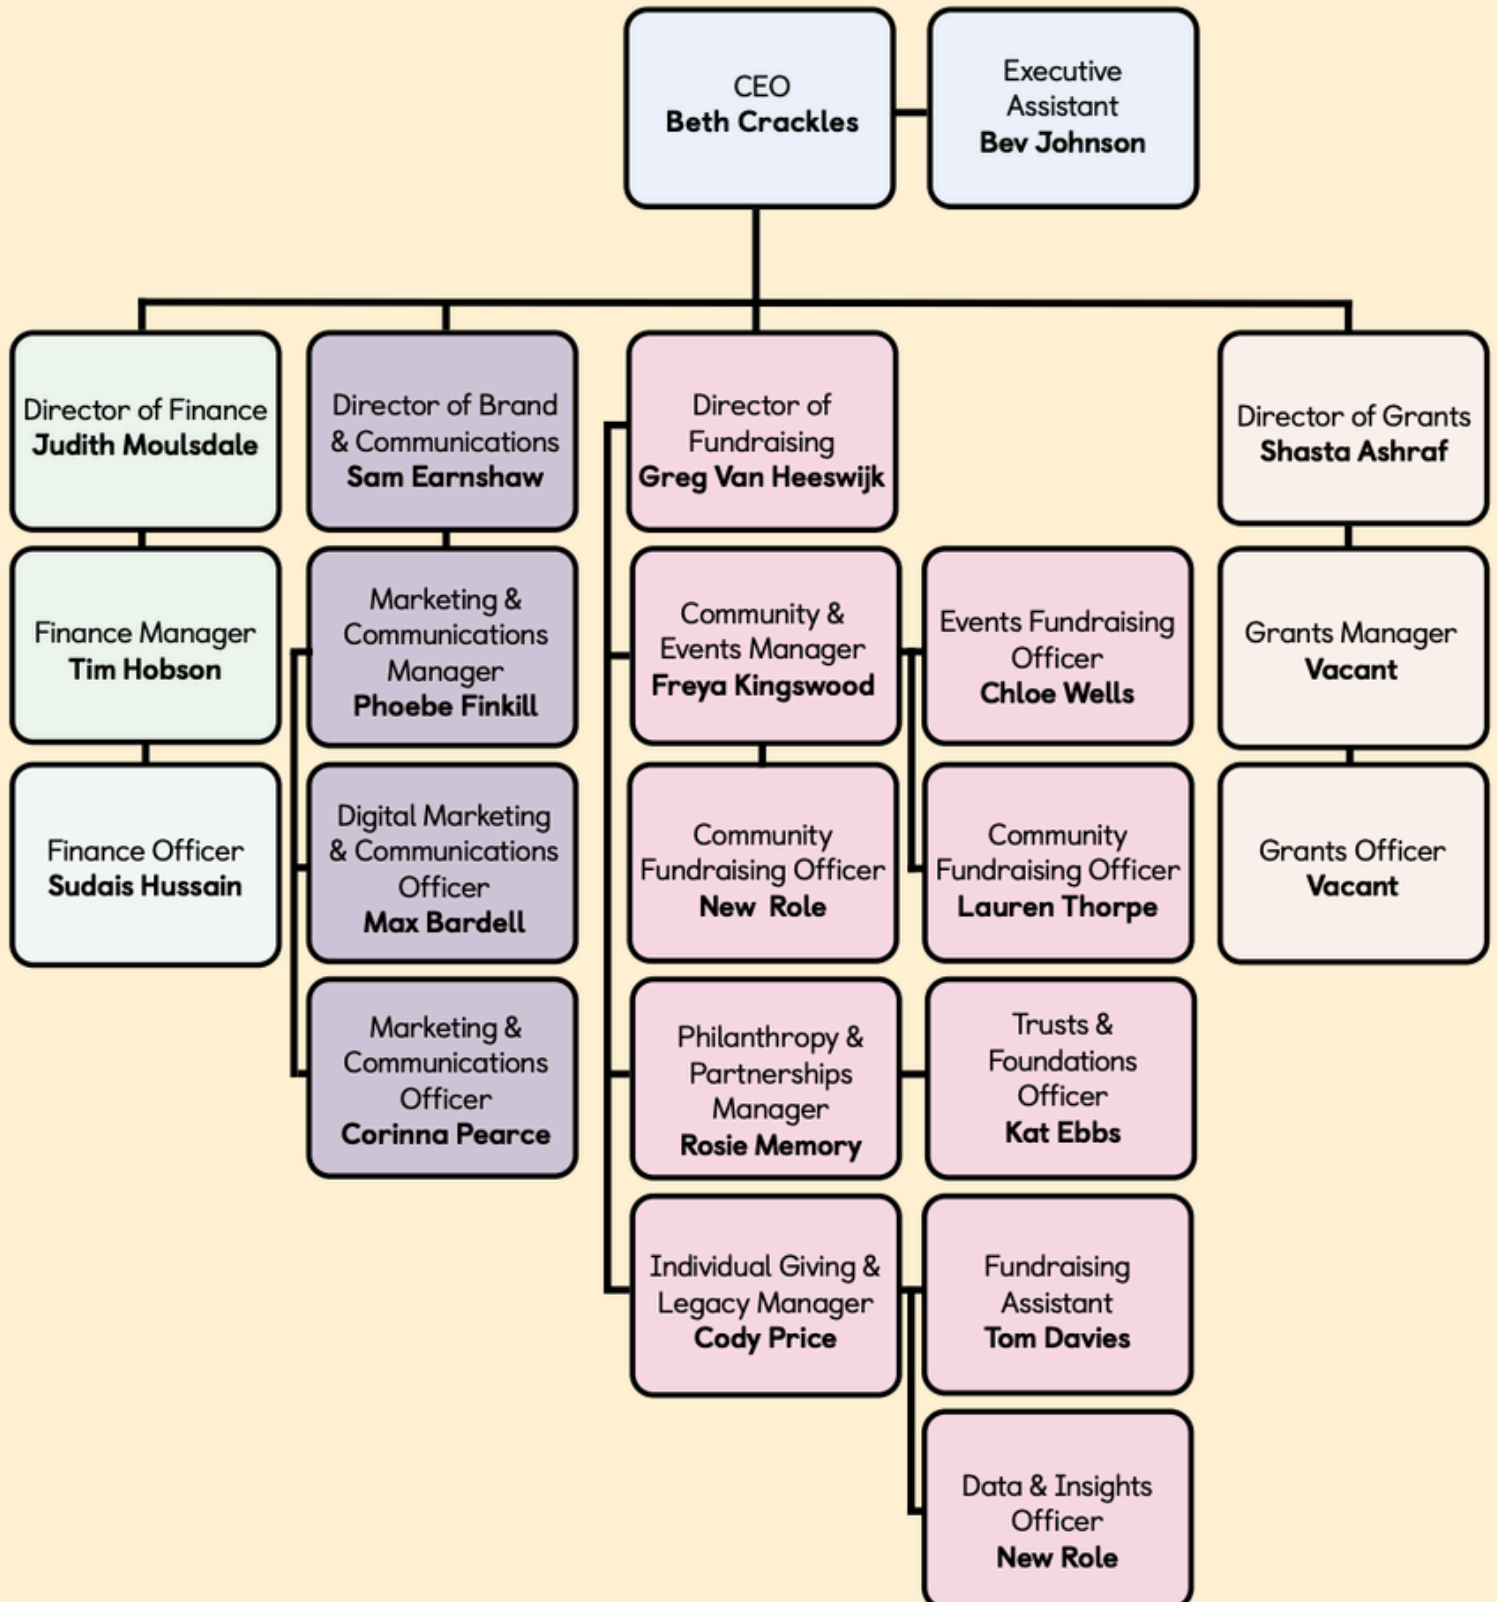 CEO
Beth Crackles
Executive
Assistant
Bev Johnson
Director of Finance
Judith Moulsdale
Director of Brand
& Communications
Sam Earnshaw
Director of
Fundraising
Greg Van Heeswijk
Director of Grants
Shasta Ashraf
Finance Manager
Tim Hobson
Marketing &
Communications
Manager
Phoebe Finkill
Community &
Events Manager
Freya Kingswood
Events Fundraising
Officer
Chloe Wells
Grants Manager
Vacant
Finance Officer
Sudais Hussain
Digital Marketing
& Communications
Officer
Max Bardell
Community
Fundraising Officer
New Role
Community
Fundraising Officer
Lauren Thorpe
Grants Officer
Vacant
Marketing &
Communications
Officer
Corinna Pearce
Philanthropy &
Partnerships
Manager
Rosie Memory
Trusts &
Foundations
Officer
Kat Ebbs
Individual Giving &
Legacy Manager
Cody Price
Fundraising
Assistant
Tom Davies
Data & Insights
Officer
New Role